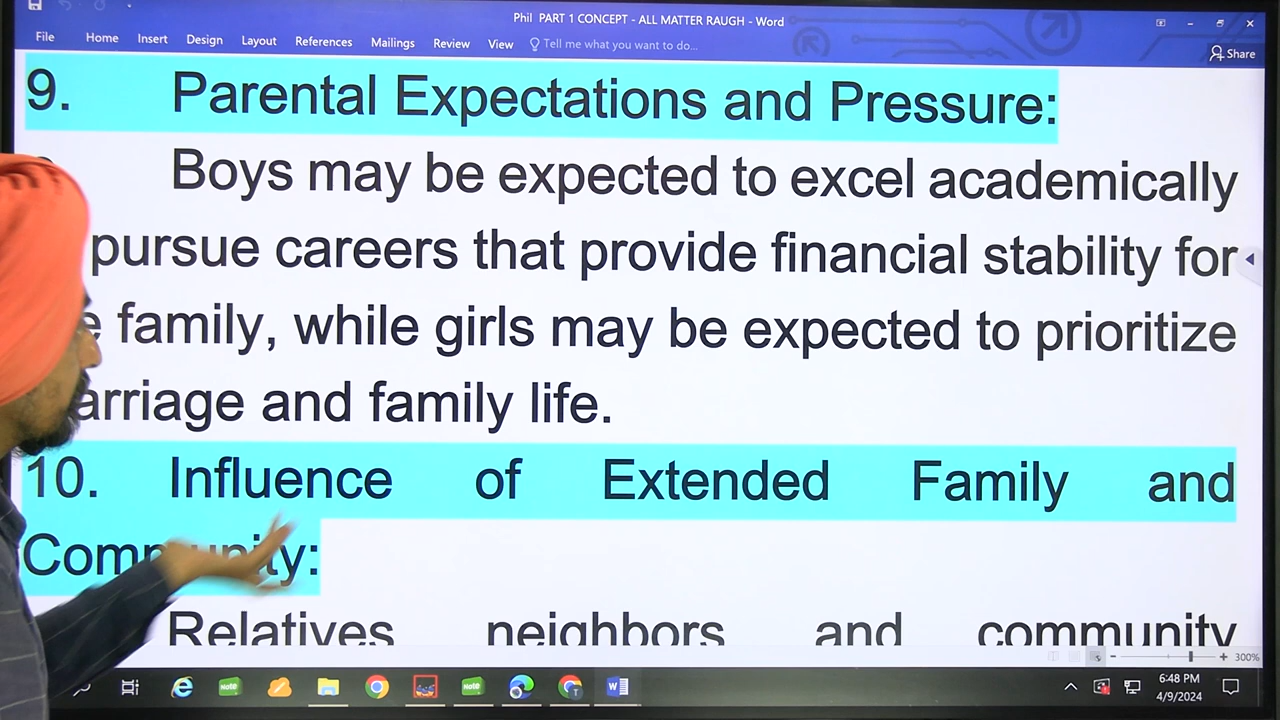 Phil PART 1 CONCEPT - ALL MATTER RAUGH - Word
File Home Insert Design Layout References Mailings Review View Tell me what you want to do... Share
9. Parental Expectations and Pressure:
Boys may be expected to excel academically
pursue careers that provide financial stability for
family, while girls may be expected to prioritize
arriage and family life.
10. Influence of Extended Family and
Community:
Relatives neighbors and community
300%
Note Note
6:48 PM
4/9/2024